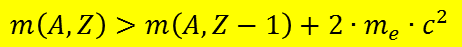 m(A, Z) > m(A, Z − 1) + 2 · mₑ · c²